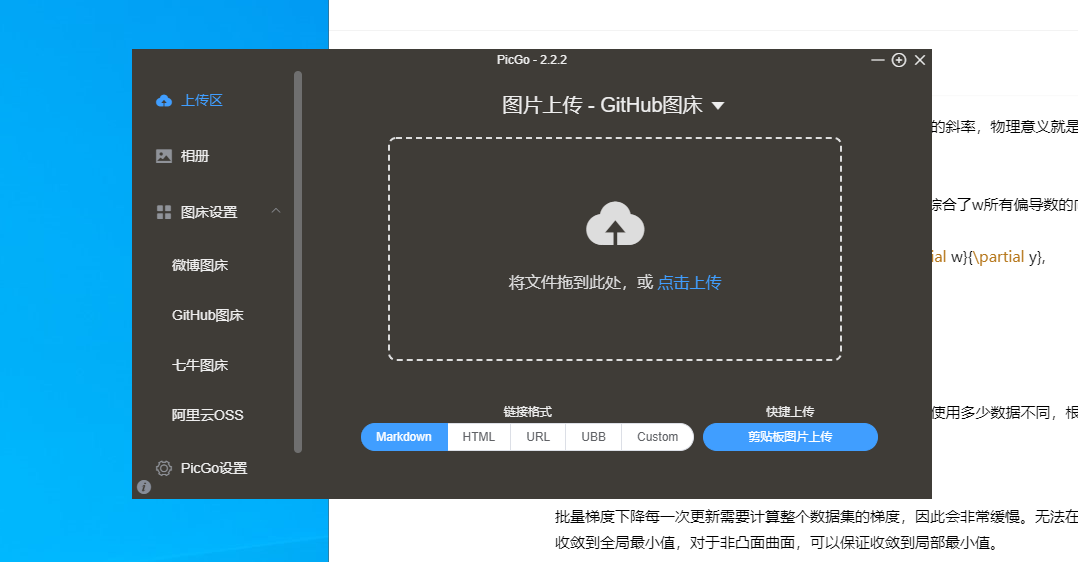 PicGo - 2.2.2
上传区
相册
图床设置
微博图床
GitHub图床
七牛图床
阿里云OSS
PicGo设置
图片上传 - GitHub图床
将文件拖到此处，或 点击上传
链接格式
快捷上传
Markdown HTML URL UBB Custom
剪贴板图片上传
的斜率，物理意义就是
综合了w所有偏导数的
ial w}{\partial y},
使用多少数据不同，根
批量梯度下降每一次更新需要计算整个数据集的梯度，因此会非常缓慢。无法在
收敛到全局最小值，对于非凸面曲面，可以保证收敛到局部最小值。